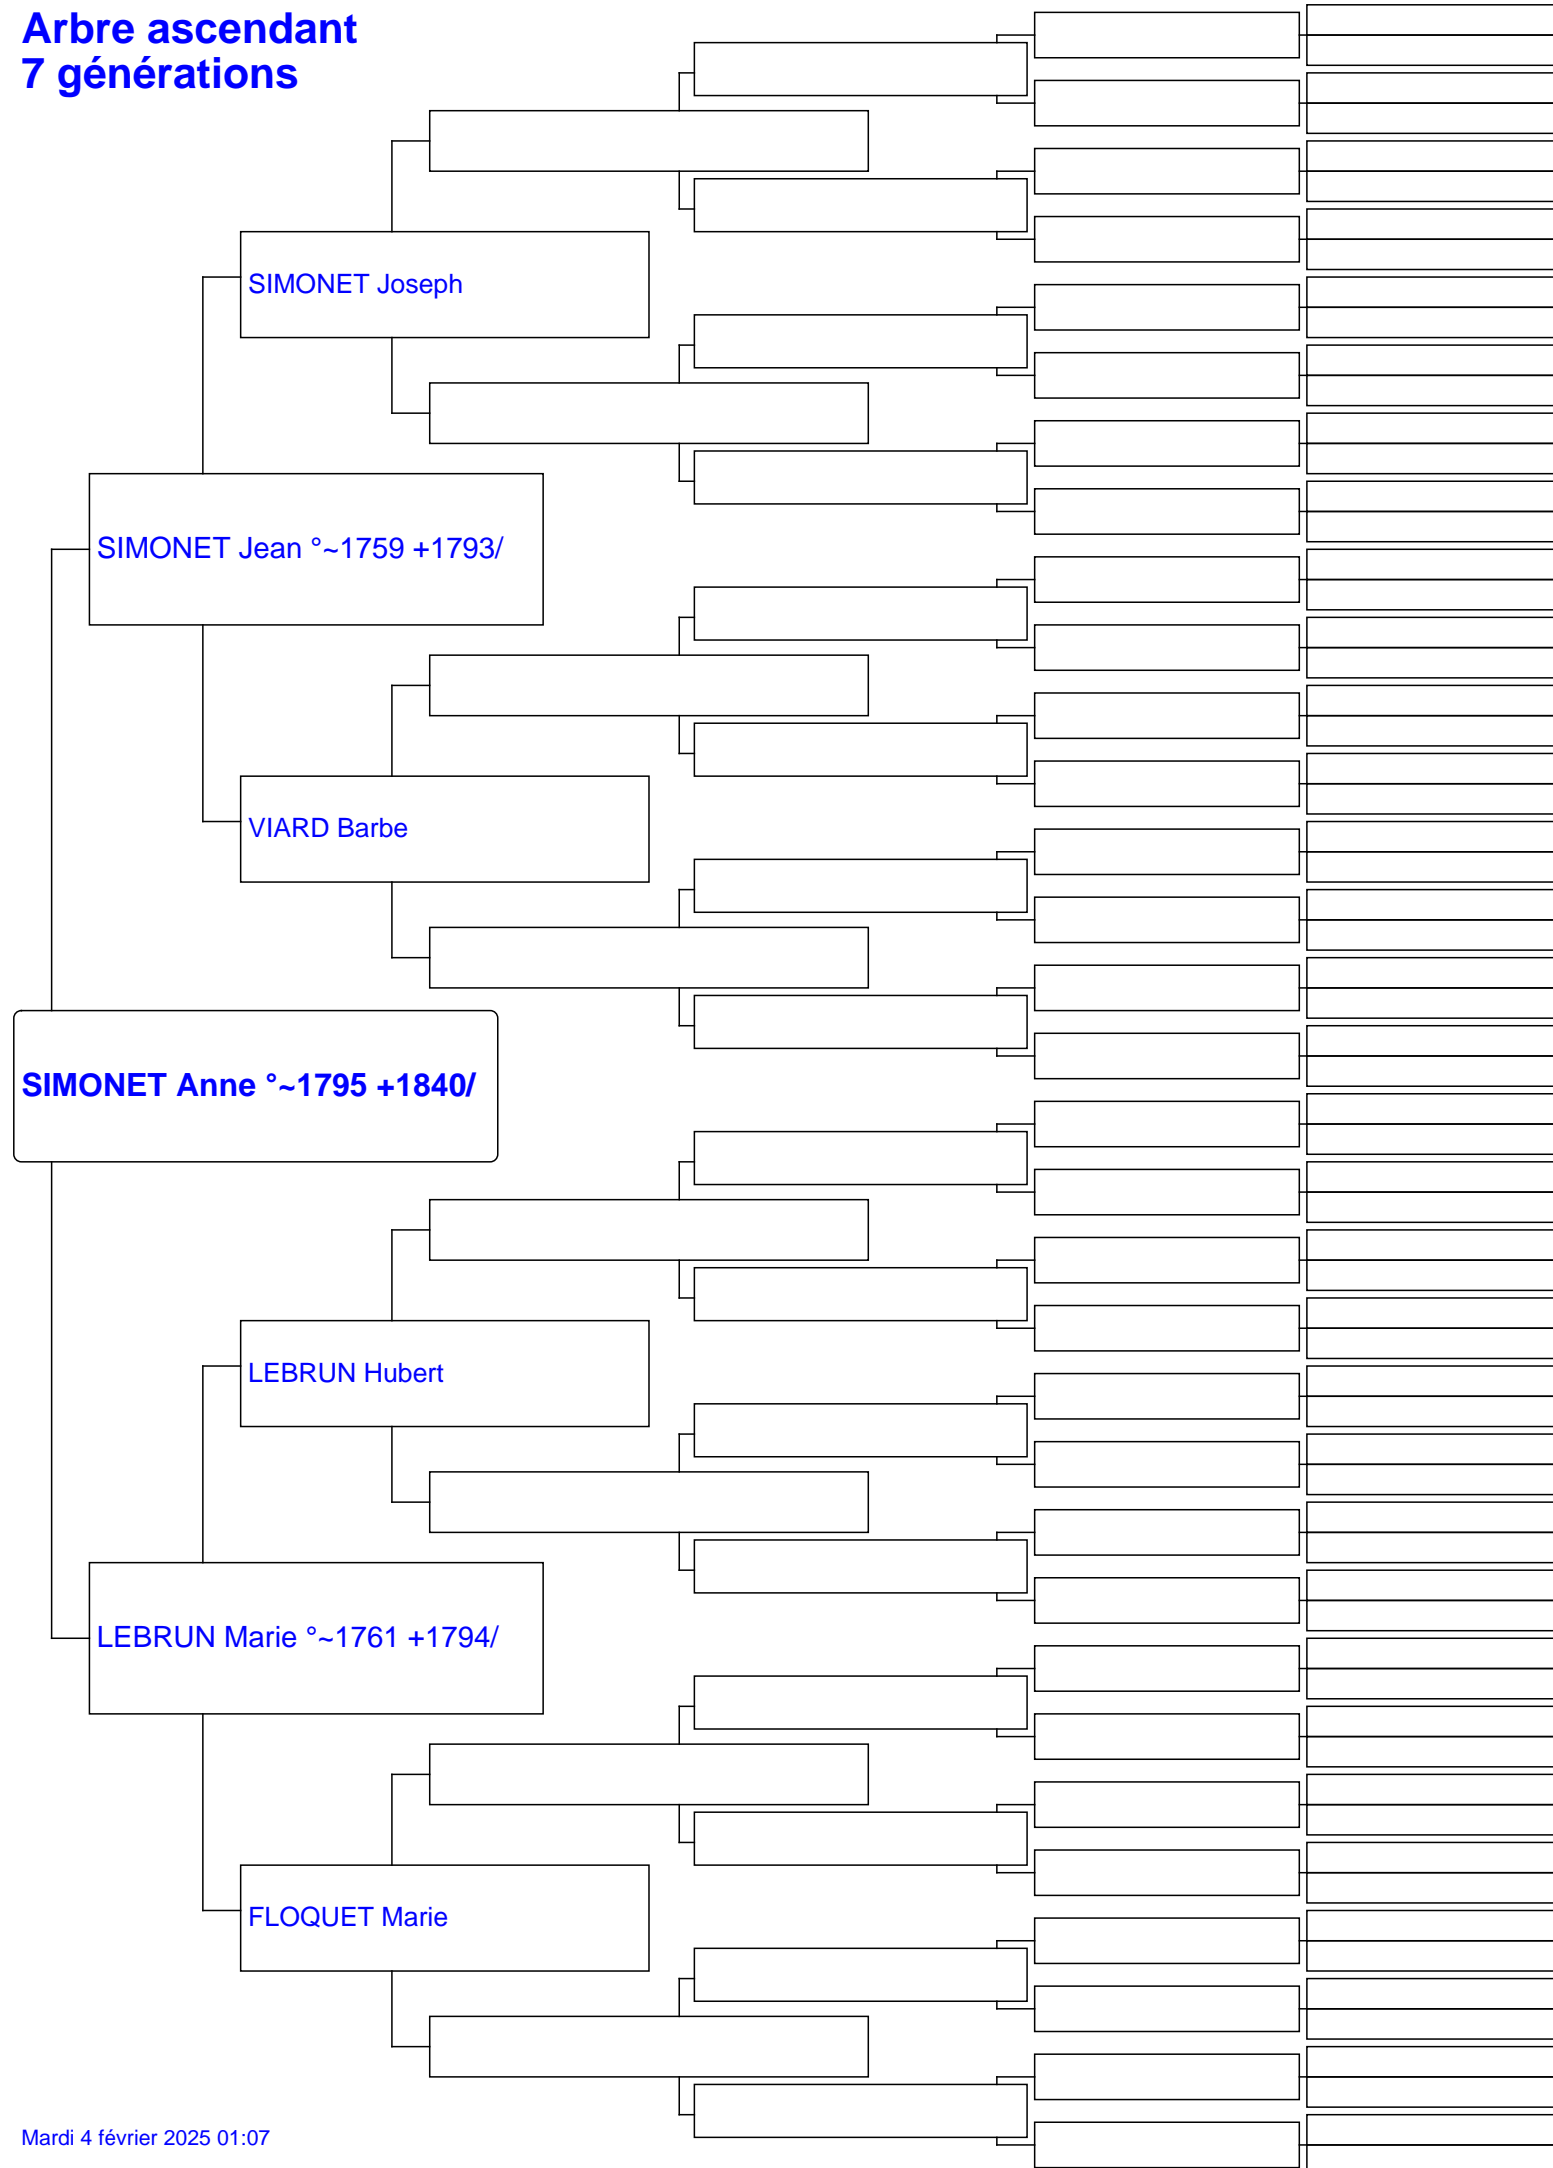 Arbre ascendant
7 générations
SIMONET Joseph
SIMONET Jean °~1759 +1793/
VIARD Barbe
SIMONET Anne °~1795 +1840/
LEBRUN Hubert
LEBRUN Marie °~1761 +1794/
FLOQUET Marie
Mardi 4 février 2025 01:07